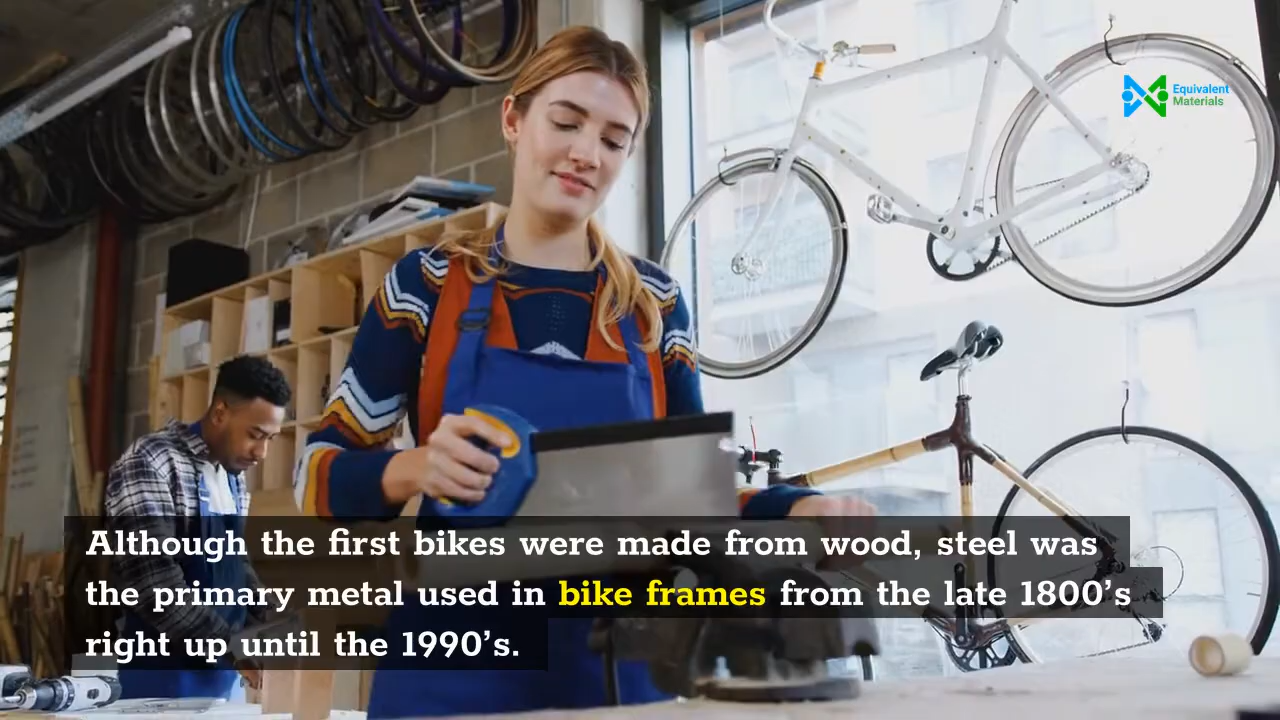 Equivalent
Materials
Although the first bikes were made from wood, steel was
the primary metal used in bike frames from the late 1800’s
right up until the 1990’s.